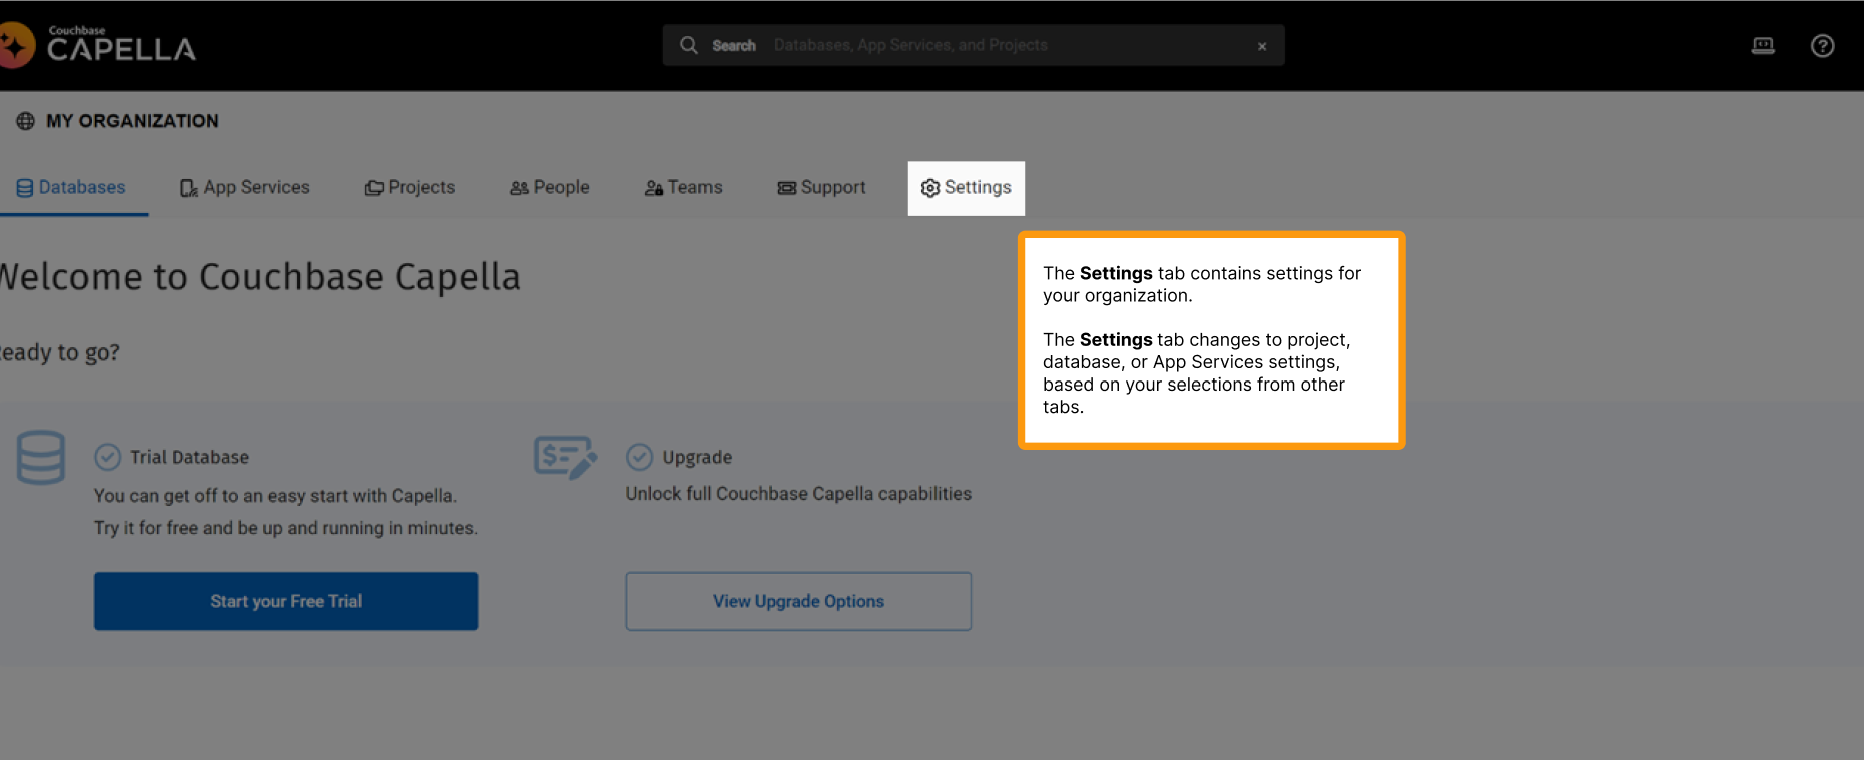 Couchbase
CAPELLA
Search Databases, App Services, and Projects
MY ORGANIZATION
Databases App Services Projects People Teams Support Settings
Welcome to Couchbase Capella
The Settings tab contains settings for
your organization.
The Settings tab changes to project,
database, or App Services settings,
based on your selections from other
tabs.
eady to go?
Trial Database
You can get off to an easy start with Capella.
Try it for free and be up and running in minutes.
Start your Free Trial
Upgrade
Unlock full Couchbase Capella capabilities
View Upgrade Options